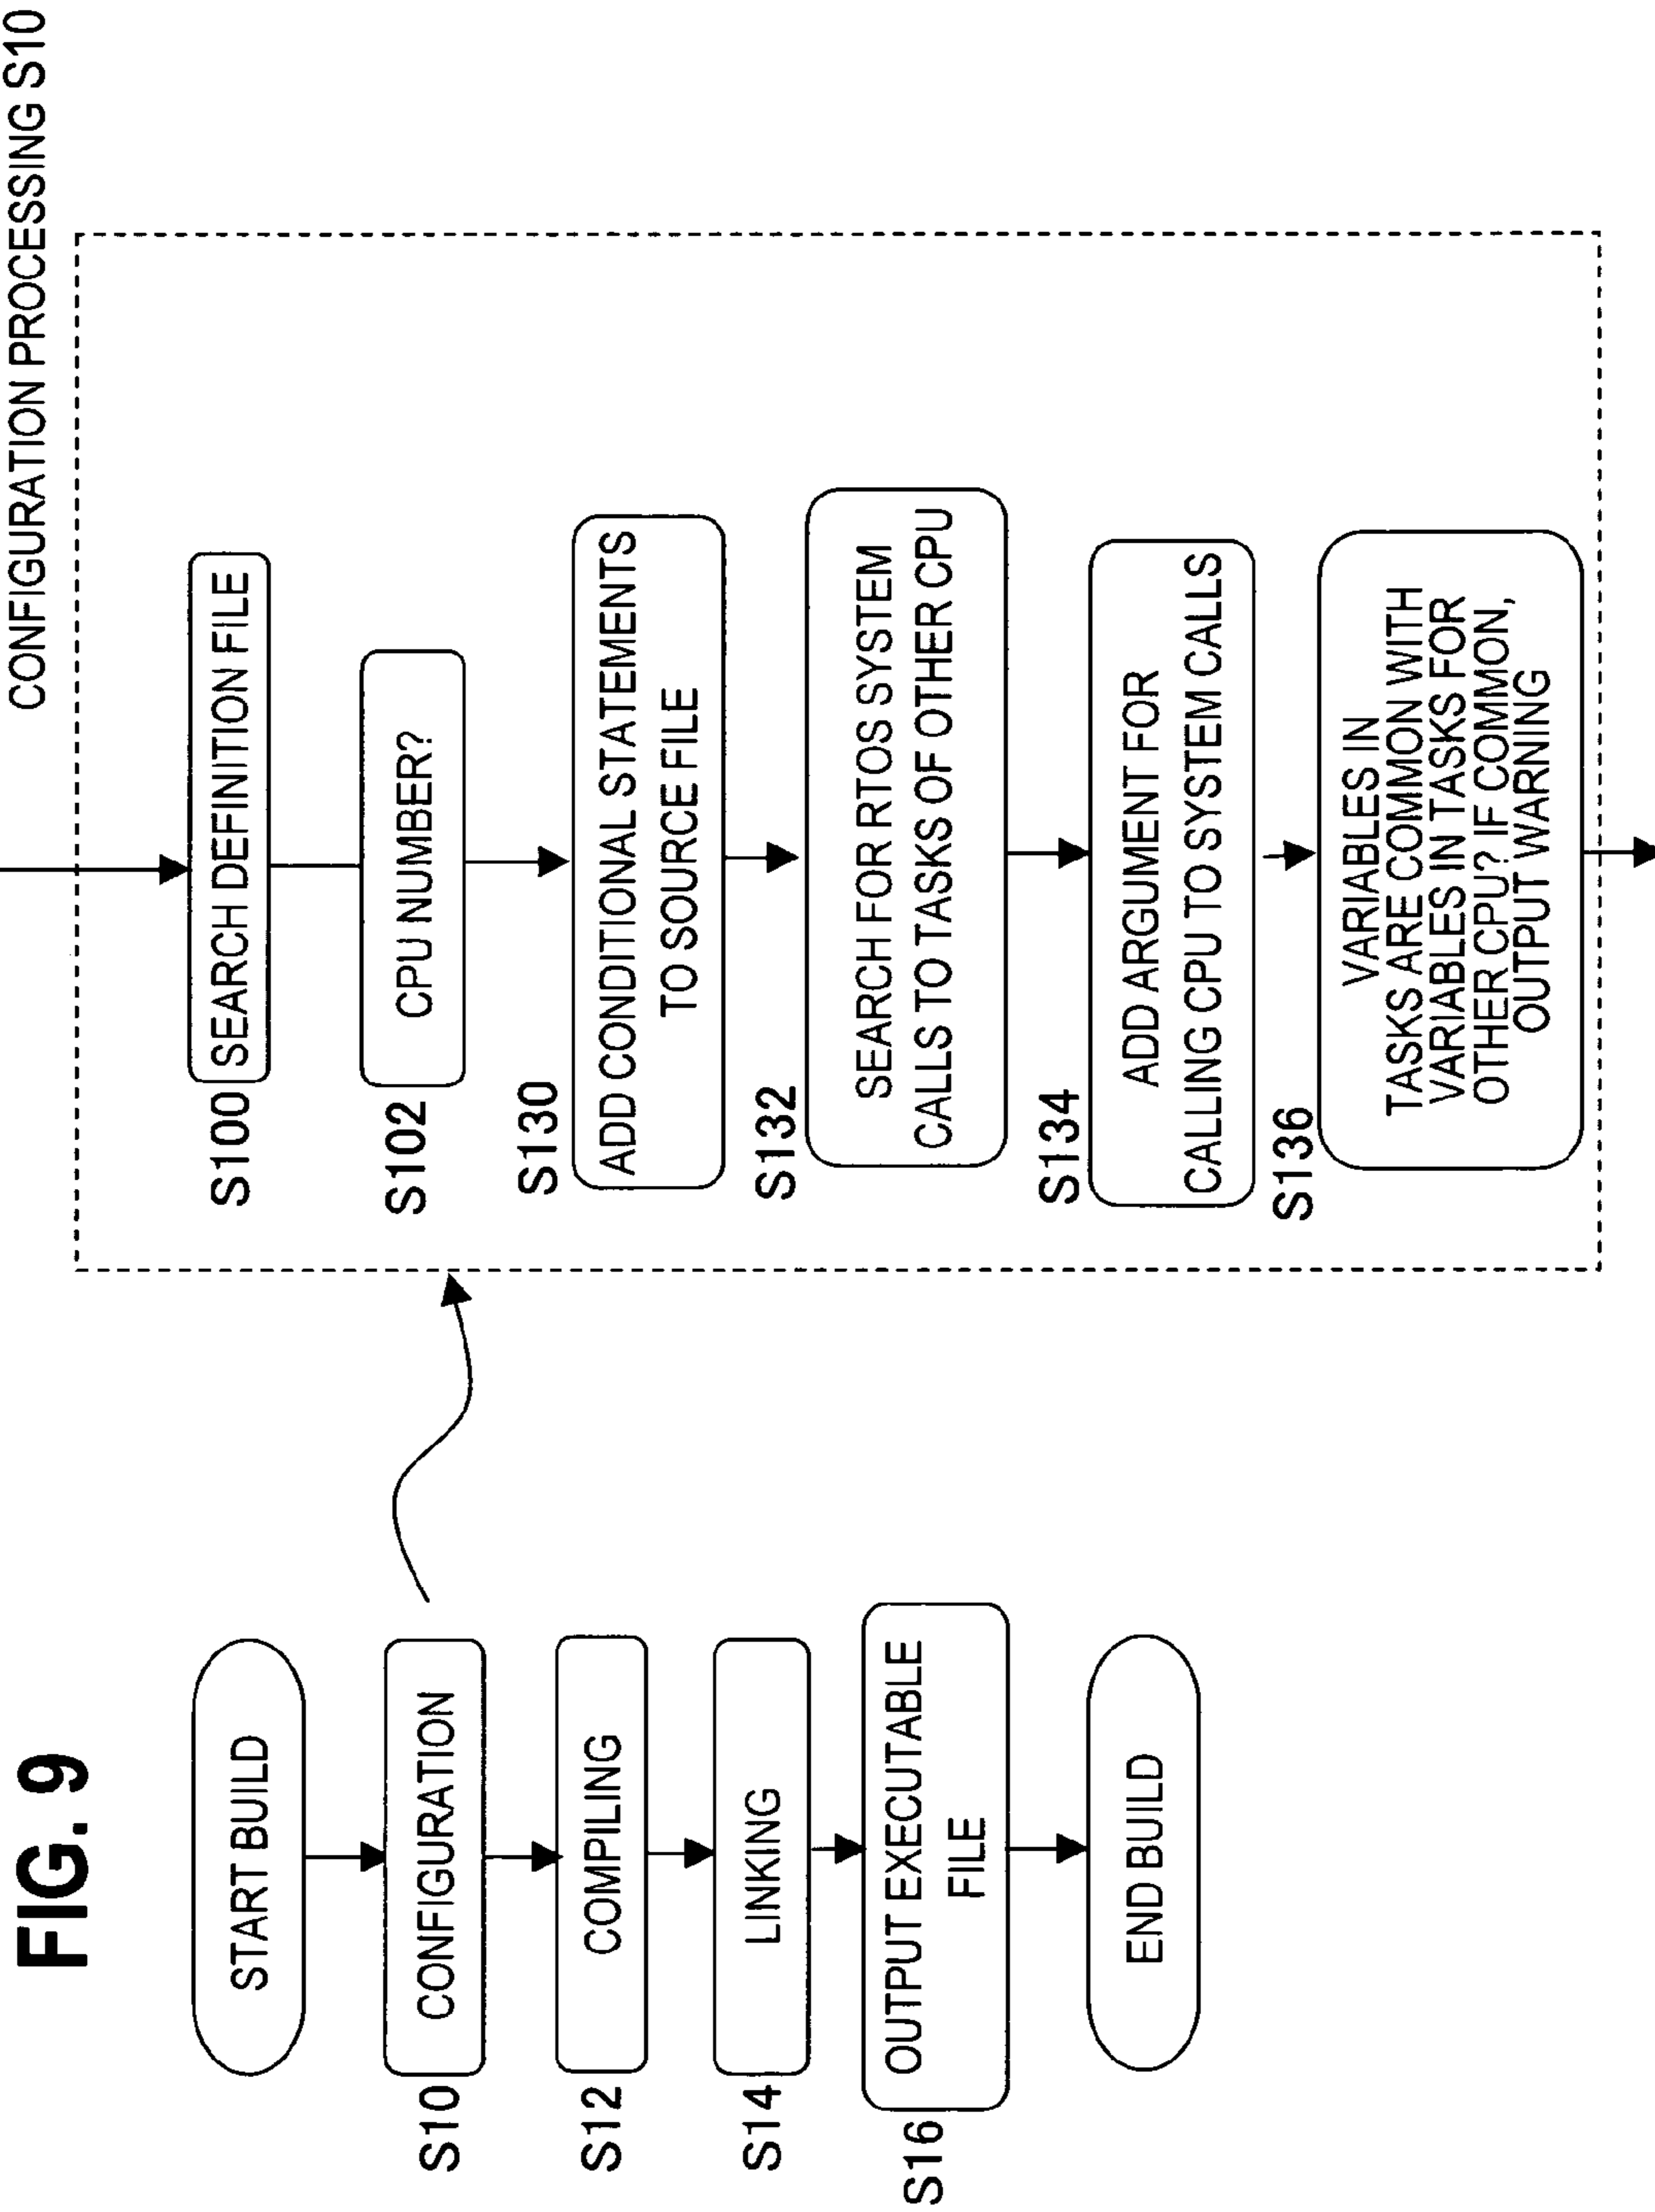 FIG. 9
START BUILD
S10
CONFIGURATION
S12
COMPILING
S14
LINKING
S16
OUTPUT EXECUTABLE
FILE
END BUILD
CONFIGURATION PROCESSING S10
S100
SEARCH DEFINITION FILE
S102
CPU NUMBER?
S130
ADD CONDITIONAL STATEMENTS
TO SOURCE FILE
S132
SEARCH FOR RTOS SYSTEM
CALLS TO TASKS OF OTHER CPU
S134
ADD ARGUMENT FOR
CALLING CPU TO SYSTEM CALLS
S136
VARIABLES IN
TASKS ARE COMMON WITH
VARIABLES IN TASKS FOR
OTHER CPU? IF COMMON,
OUTPUT WARNING